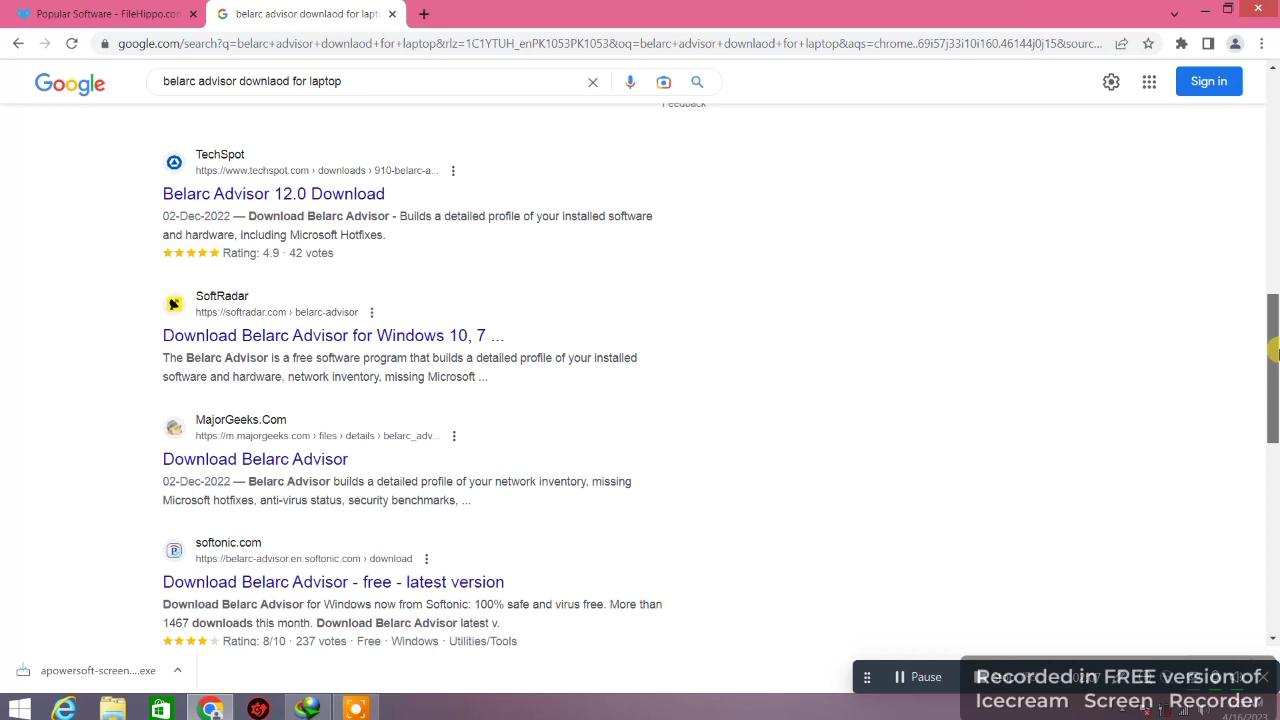 Popular Software - FileHippo.com
belarc advisor downlaod for lapt
google.com/search?q=belarc+advisor+downlaod+for+laptop&rlz=1C1YTUH_enPK1053PK1053&oq=belarc+advisor+downlaod+for+laptop&aqs=chrome..69i57j33i10i160.46144j0j15&sourc...
Google
belarc advisor downlaod for laptop
Sign in
Feedback
TechSpot
https://www.techspot.com › downloads › 910-belarc-a...
Belarc Advisor 12.0 Download
02-Dec-2022 — Download Belarc Advisor - Builds a detailed profile of your installed software
and hardware, including Microsoft Hotfixes.
Rating: 4.9 · 42 votes
SoftRadar
https://softradar.com › belarc-advisor
Download Belarc Advisor for Windows 10, 7 ...
The Belarc Advisor is a free software program that builds a detailed profile of your installed
software and hardware, network inventory, missing Microsoft ...
MajorGeeks.Com
https://m.majorgeeks.com › files › details › belarc_adv...
Download Belarc Advisor
02-Dec-2022 — Belarc Advisor builds a detailed profile of your network inventory, missing
Microsoft hotfixes, anti-virus status, security benchmarks, ...
softonic.com
https://belarc-advisor.en.softonic.com › download
Download Belarc Advisor - free - latest version
Download Belarc Advisor for Windows now from Softonic: 100% safe and virus free. More than
1467 downloads this month. Download Belarc Advisor latest v.
Rating: 8/10 · 237 votes · Free · Windows · Utilities/Tools
apowersoft-screen....exe
Pause
Recorded in FREE version of
Icecream Screen Recorder
4/16/2023